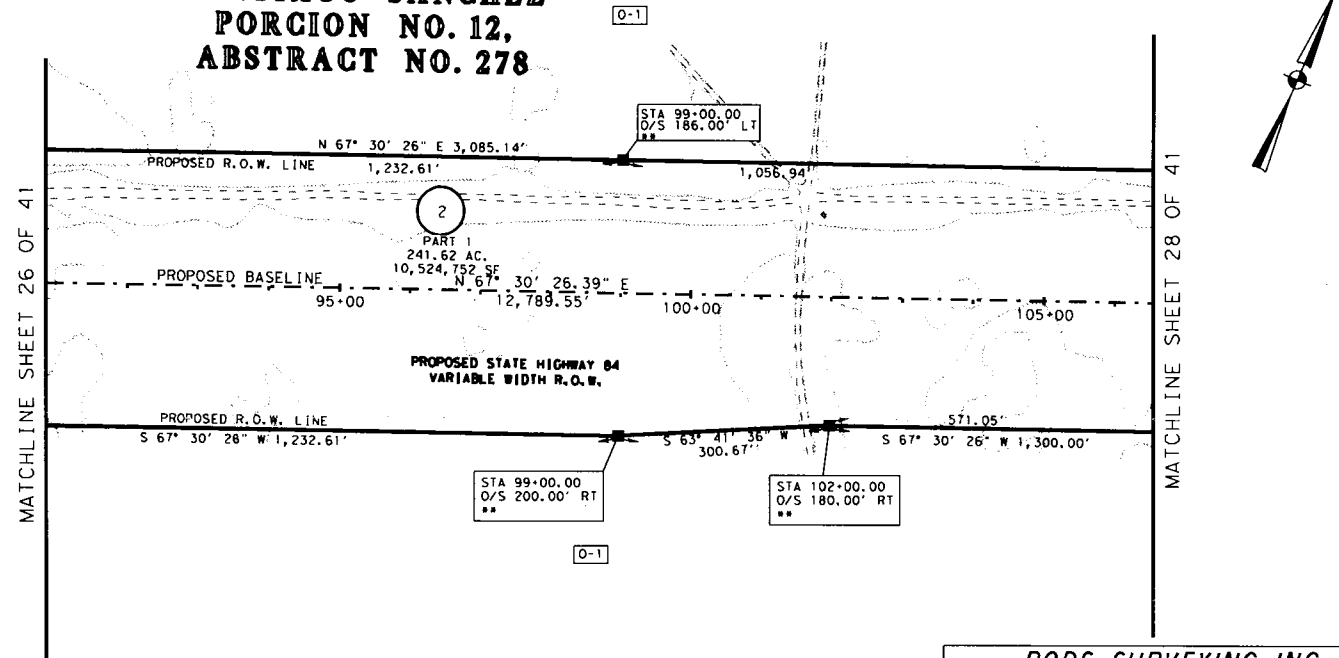 PORCION NO. 12,
ABSTRACT NO. 278
O-1
STA 99+00.00
O/S 186.00' LT
**
N 67° 30' 26" E 3,085.14'
PROPOSED R.O.W. LINE
1,232.61'
1,056.94'
2
PART 1
241.62 AC.
10,524,752 SF
PROPOSED BASELINE
N 67° 30' 26.39" E
12,789.55'
95+00
100+00
105+00
PROPOSED STATE HIGHWAY 84
VARIABLE WIDTH R.O.W.
PROPOSED R.O.W. LINE
S 67° 30' 26" W 1,232.61'
S 63° 41' 36" W
300.67'
571.05'
S 67° 30' 26" W 1,300.00'
STA 99+00.00
O/S 200.00' RT
**
STA 102+00.00
O/S 180.00' RT
**
O-1
MATCHLINE SHEET 26 OF 41
MATCHLINE SHEET 28 OF 41